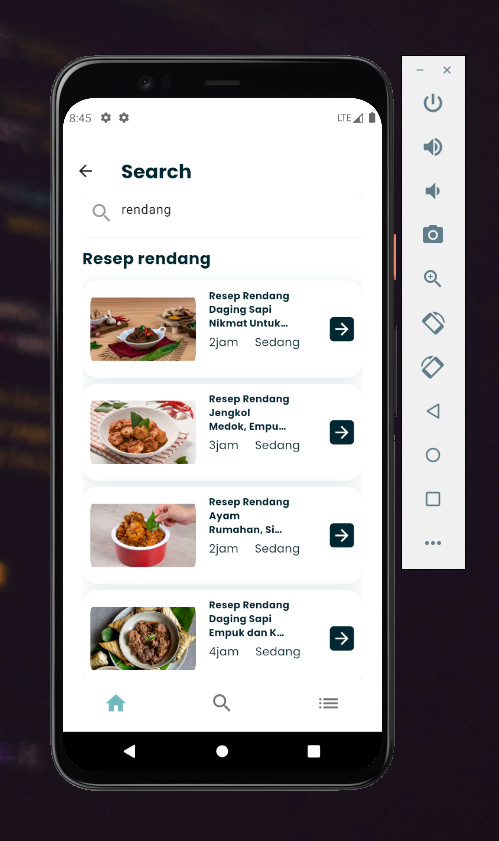 8:45
LTE
Search
rendang
Resep rendang
Resep Rendang
Daging Sapi
Nikmat Untuk...
2jam Sedang
Resep Rendang
Jengkol
Medok, Empu...
3jam Sedang
Resep Rendang
Ayam
Rumahan, Si...
2jam Sedang
Resep Rendang
Daging Sapi
Empuk dan K...
4jam Sedang